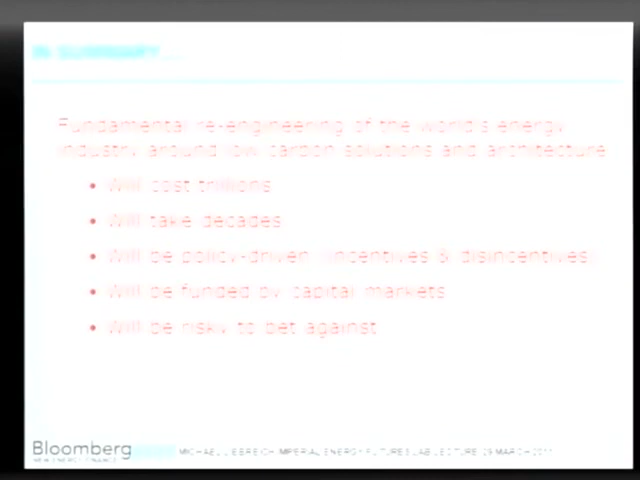 IN SUMMARY...
Fundamental re-engineering of the world's energy
industry around low carbon solutions and architecture
• Will cost trillions
• Will take decades
• Will be policy-driven (incentives & disincentives)
• Will be funded by capital markets
• Will be risky to bet against
Bloomberg
NEW ENERGY FINANCE
MICHAEL LIEBREICH IMPERIAL ENERGY FUTURES LAB LECTURE 29 MARCH